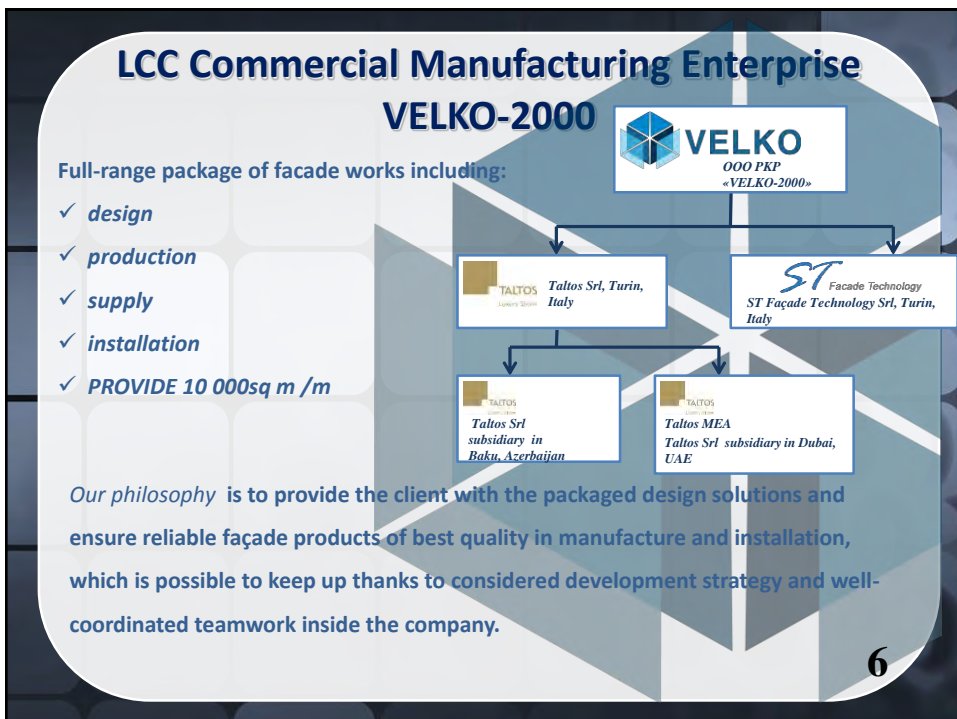 LCC Commercial Manufacturing Enterprise
VELKO-2000
Full-range package of facade works including:
✓ design
✓ production
✓ supply
✓ installation
✓ PROVIDE 10 000sq m /m
VELKO
OOO PKP
«VELKO-2000»
TALTOS
Luxury Stone
Taltos Srl, Turin,
Italy
ST
Facade Technology
ST Façade Technology Srl, Turin,
Italy
TALTOS
Taltos Srl
subsidiary in
Baku, Azerbaijan
TALTOS
Taltos MEA
Taltos Srl subsidiary in Dubai,
UAE
Our philosophy is to provide the client with the packaged design solutions and
ensure reliable façade products of best quality in manufacture and installation,
which is possible to keep up thanks to considered development strategy and well-
coordinated teamwork inside the company.
6